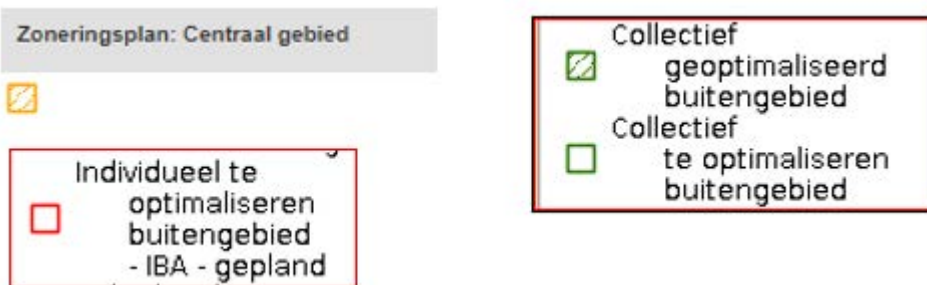 Zoneringsplan: Centraal gebied
Individueel te
optimaliseren
buitengebied
- IBA - gepland
Collectief
geoptimaliseerd
buitengebied
Collectief
te optimaliseren
buitengebied